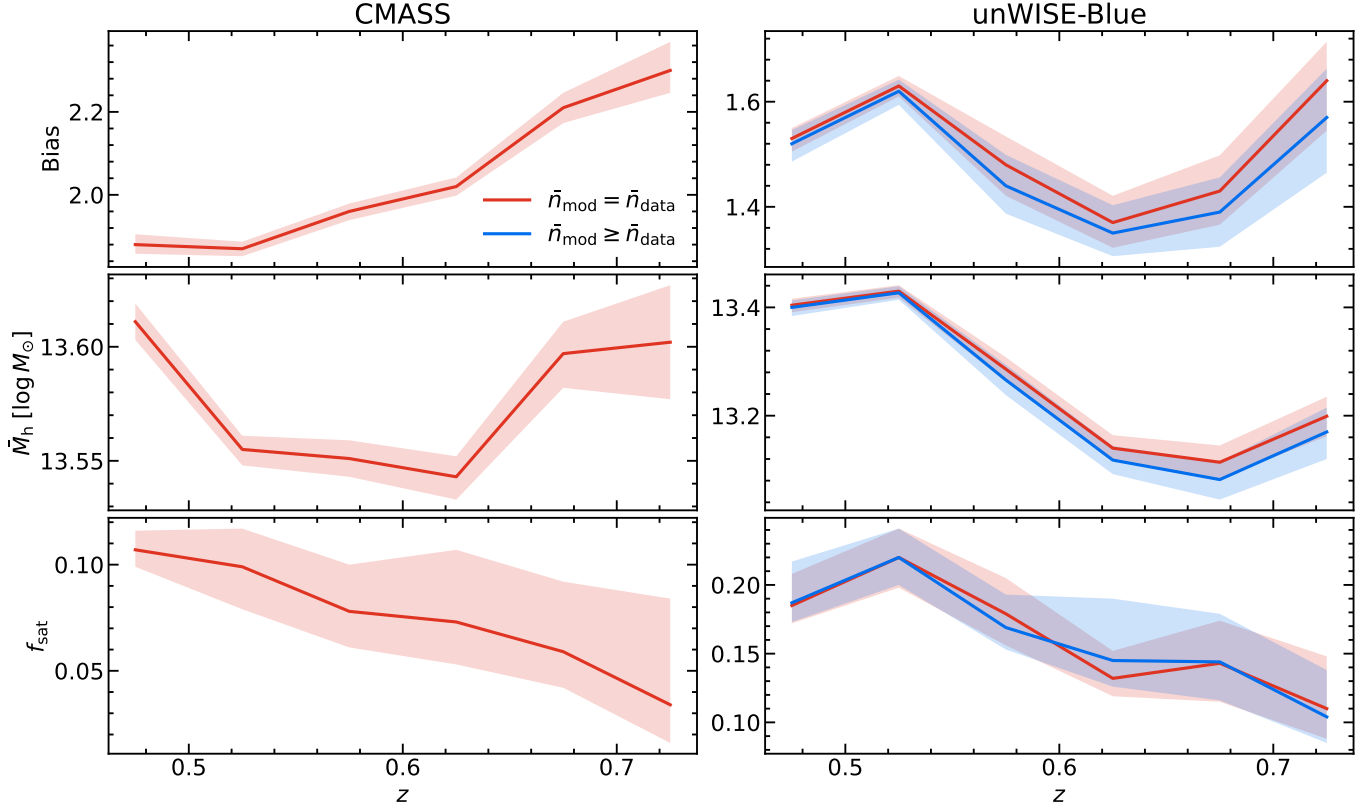 CMASS
unWISE-Blue
2.2
2.0
Bias
n̄mod = n̄data
n̄mod ≥ n̄data
1.6
1.4
13.60
13.55
M̄h [log M⊙]
13.4
13.2
0.10
0.05
fsat
0.20
0.15
0.10
0.5 0.6 0.7
z
0.5 0.6 0.7
z